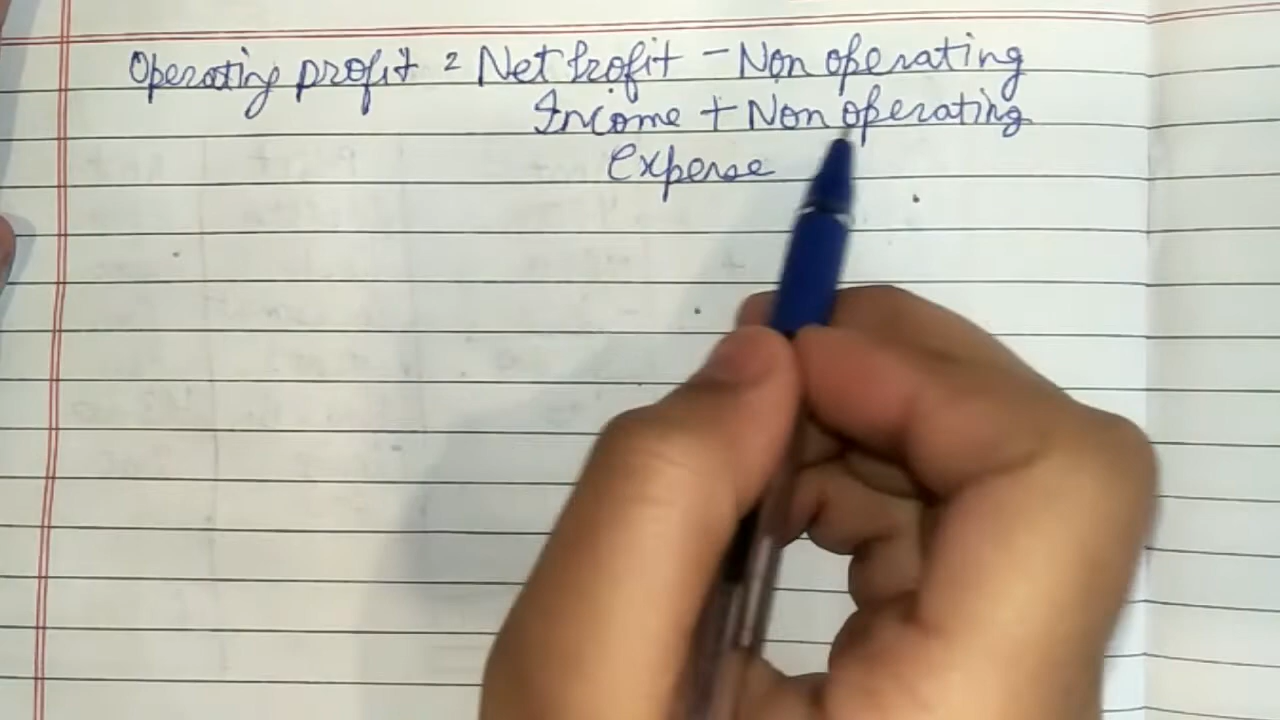 Operating profit = Net Profit - Non operating
Income + Non operating
Expense